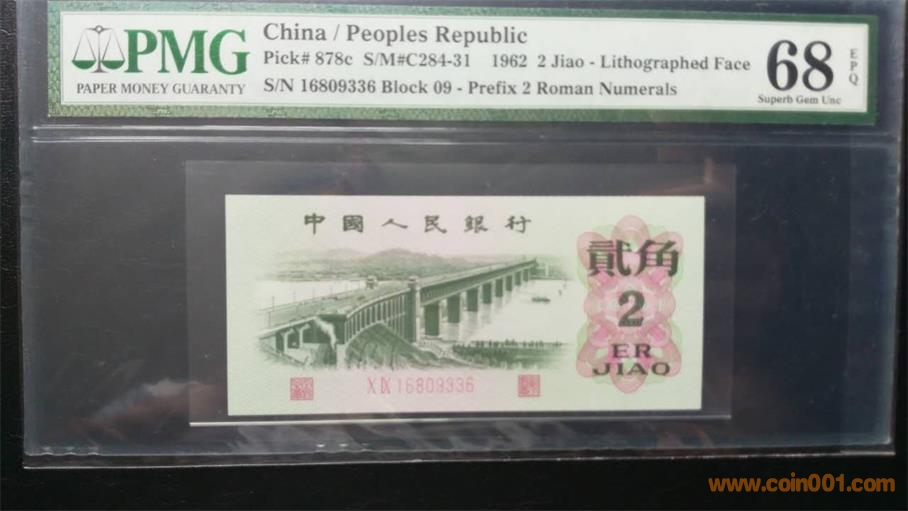 PMG
PAPER MONEY GUARANTY
China / Peoples Republic
Pick# 878c S/M#C284-31 1962 2 Jiao - Lithographed Face
S/N 16809336 Block 09 - Prefix 2 Roman Numerals
68
EPQ
Superb Gem Unc
中國人民銀行
貳角
2
ER
JIAO
X IX 16809336
www.coin001.com